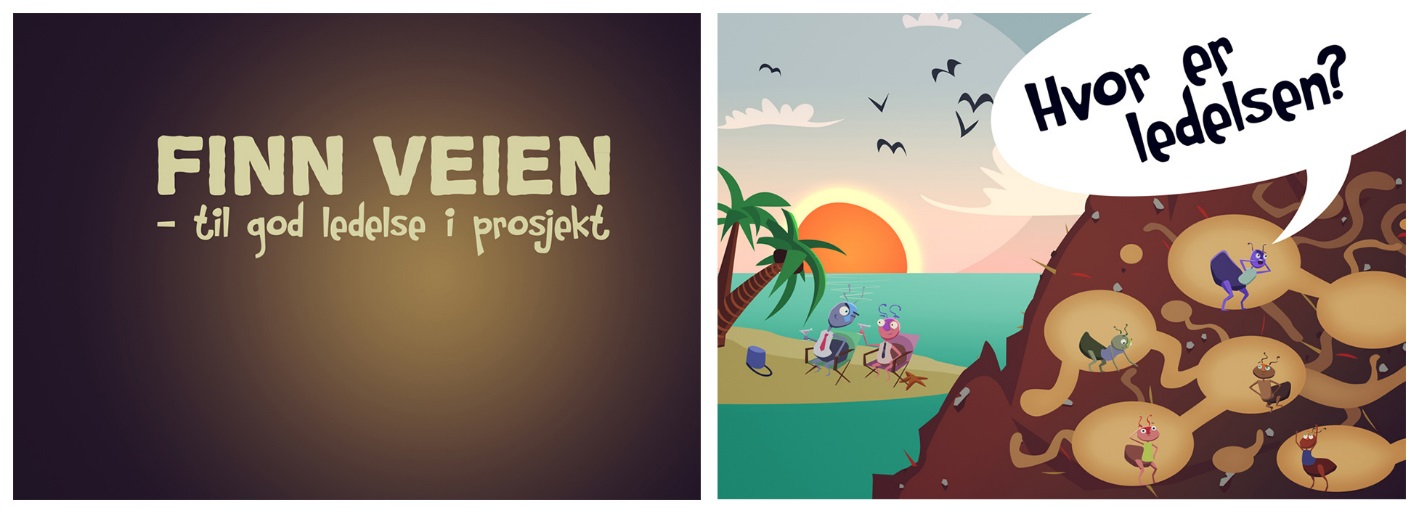 FINN VEIEN
– til god ledelse i prosjekt
Hvor er
ledelsen?